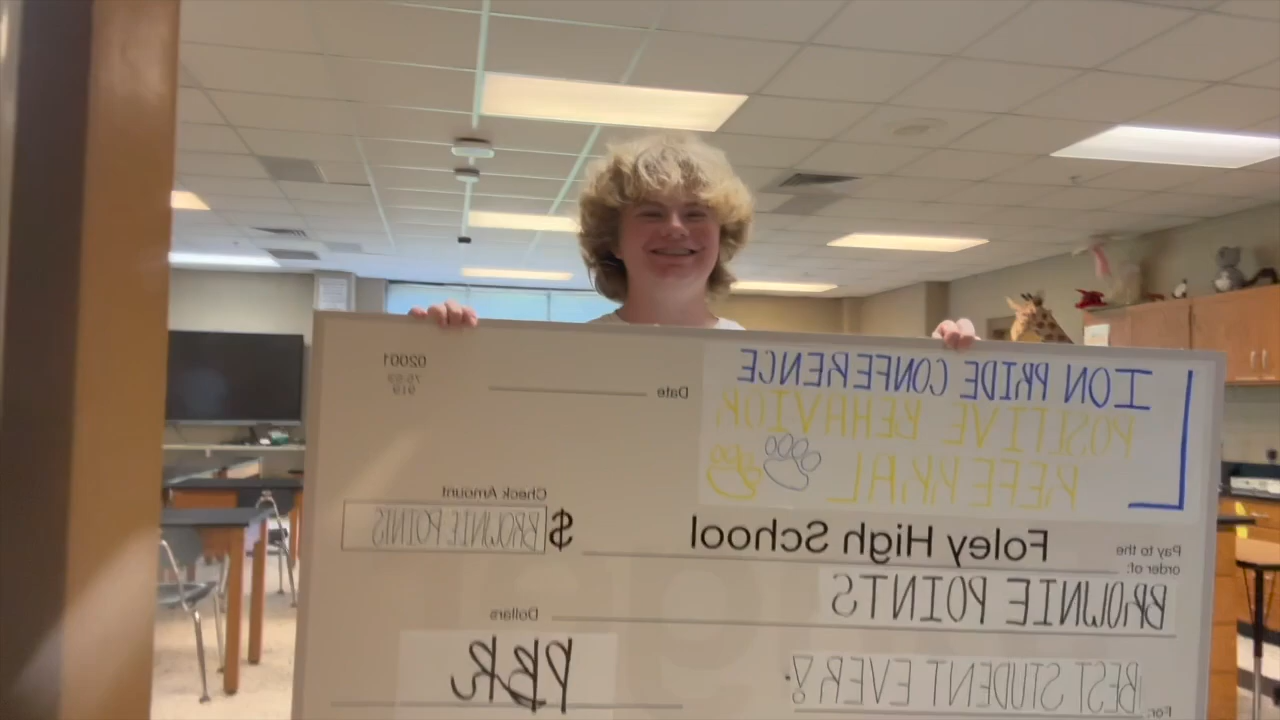 ION PRIDE CONFERENCE
POSITIVE BEHAVIOR
REFERRAL
Date
02001
Pay to the
order of:
Foley High School
$
Check Amount
BROWNIE POINTS
BROWNIE POINTS
Dollars
For:
BEST STUDENT EVER!
PBR